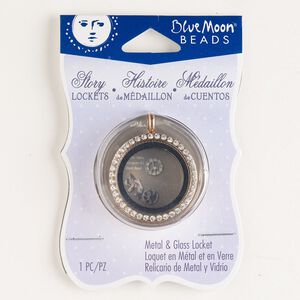 Blue Moon®
BEADS
Story • Histoire • Médaillon
LOCKETS de MÉDAILLON de CUENTOS
Metal & Glass Locket
Loquet en Métal et en Verre
1 PC/PZ Relicario de Metal y Vidrio